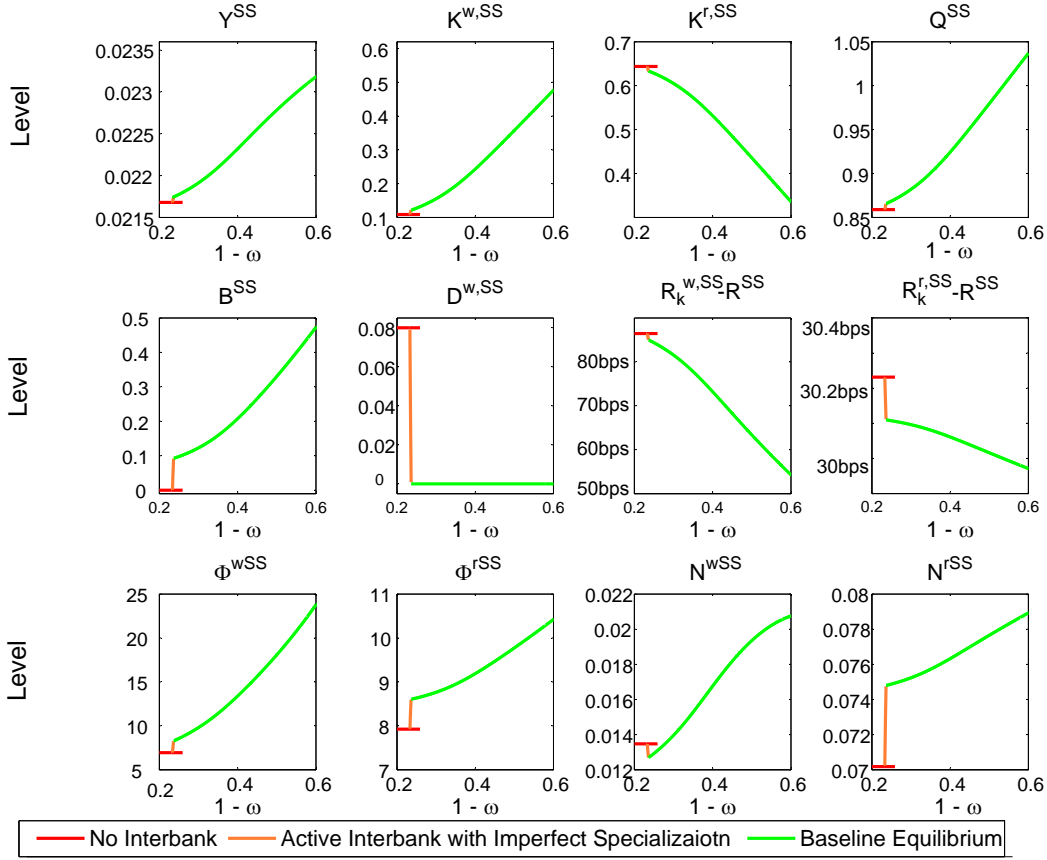 Y^SS K^w,SS K^r,SS Q^SS
Level
0.0235 0.6 0.7 1.05
0.023 0.5 0.6 1
0.0225 0.4 0.5 0.95
0.022 0.3 0.4 0.9
0.0215 0.2 0.3 0.85
0.1
0.2 0.4 0.6 0.2 0.4 0.6 0.2 0.4 0.6 0.2 0.4 0.6
1 - ω 1 - ω 1 - ω 1 - ω
B^SS D^w,SS R_k^w,SS-R^SS R_k^r,SS-R^SS
Level
0.5 0.08 80bps 30.4bps
0.4 0.06 70bps 30.2bps
0.3 0.04 60bps 30bps
0.2 0.02 50bps
0.1 0
0
0.2 0.4 0.6 0.2 0.4 0.6 0.2 0.4 0.6 0.2 0.4 0.6
1 - ω 1 - ω 1 - ω 1 - ω
Φ^wSS Φ^rSS N^wSS N^rSS
Level
25 11 0.022 0.08
20 10 0.02 0.078
15 9 0.018 0.076
10 8 0.016 0.074
5 7 0.014 0.072
0.012 0.07
0.2 0.4 0.6 0.2 0.4 0.6 0.2 0.4 0.6 0.2 0.4 0.6
1 - ω 1 - ω 1 - ω 1 - ω
No Interbank Active Interbank with Imperfect Specializaiotn Baseline Equilibrium